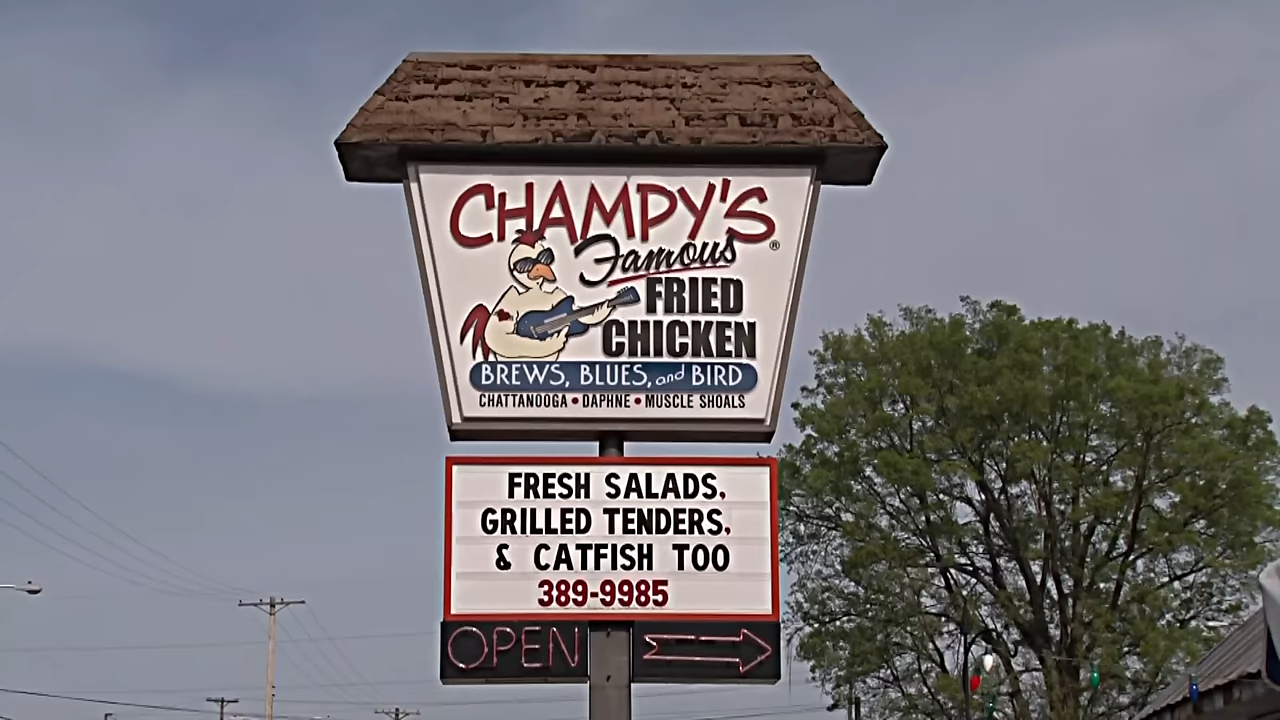 CHAMPY'S ®
Famous
FRIED
CHICKEN
BREWS, BLUES, and BIRD
CHATTANOOGA • DAPHNE • MUSCLE SHOALS
FRESH SALADS,
GRILLED TENDERS,
& CATFISH TOO
389-9985
OPEN